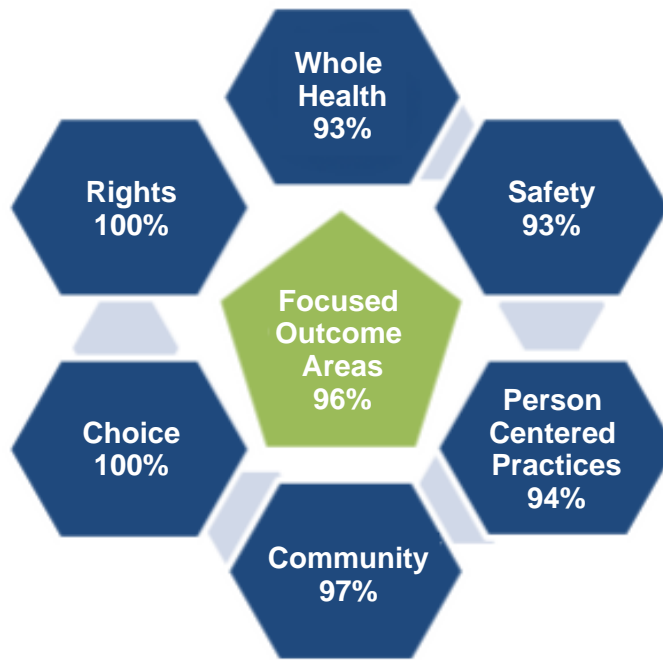 Whole
Health
93%
Rights
100%
Safety
93%
Focused
Outcome
Areas
96%
Choice
100%
Person
Centered
Practices
94%
Community
97%